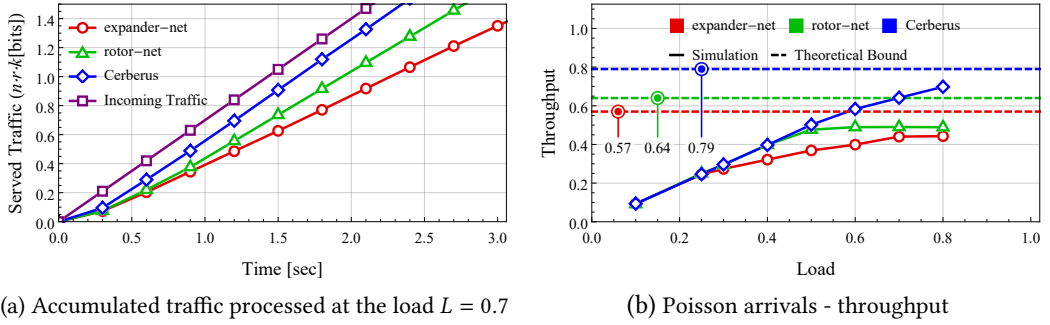 Served Traffic (n·r·k[bits])
1.4
1.2
1.0
0.8
0.6
0.4
0.2
0.0
expander-net
rotor-net
Cerberus
Incoming Traffic
0.0 0.5 1.0 1.5 2.0 2.5 3.0
Time [sec]
(a) Accumulated traffic processed at the load L = 0.7
Throughput
1.0
0.8
0.6
0.4
0.2
0.0
expander-net rotor-net Cerberus
Simulation Theoretical Bound
0.57 0.64 0.79
0.0 0.2 0.4 0.6 0.8 1.0
Load
(b) Poisson arrivals - throughput